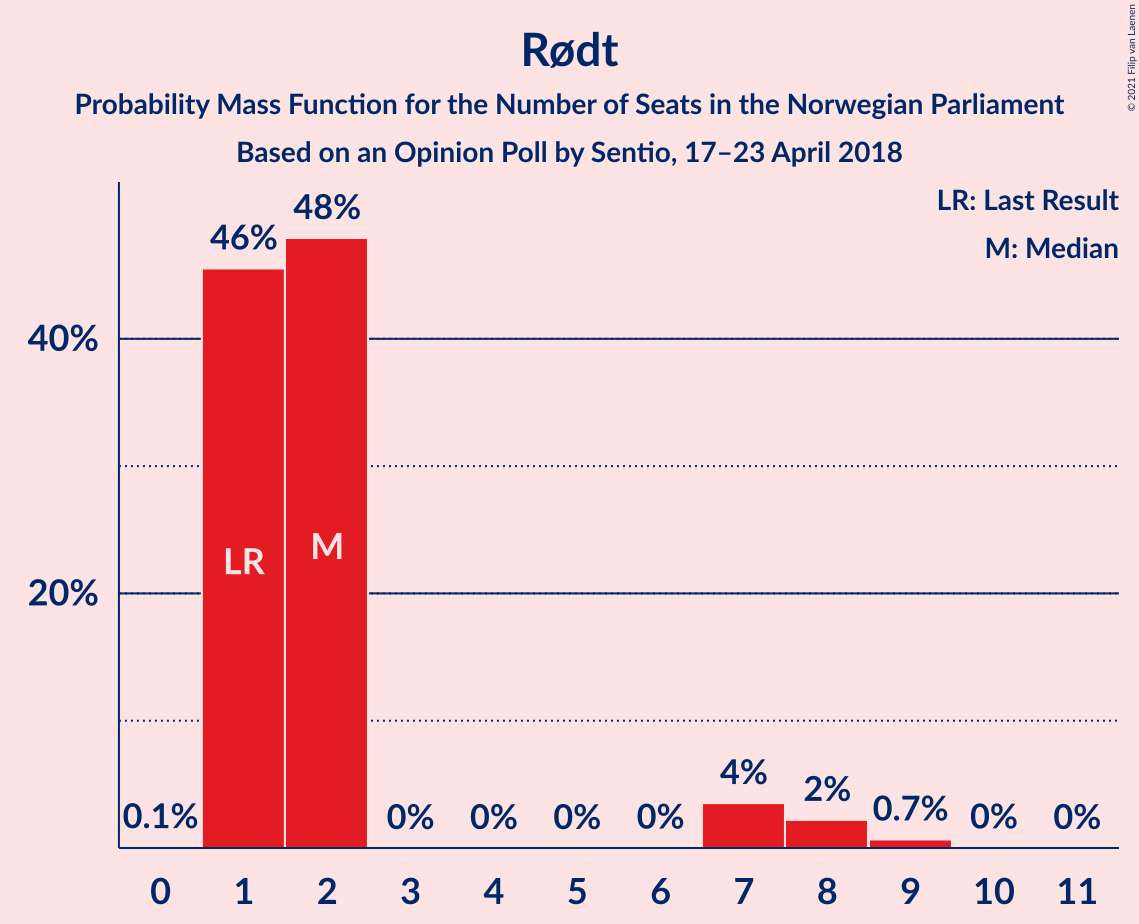 Rødt
Probability Mass Function for the Number of Seats in the Norwegian Parliament
Based on an Opinion Poll by Sentio, 17–23 April 2018
© 2021 Filip van Laenen
LR: Last Result
M: Median
48%
46%
40%
LR
M
20%
4%
2%
0.1%
0%
0%
0%
0%
0.7%
0%
0%
0 1 2 3 4 5 6 7 8 9 10 11